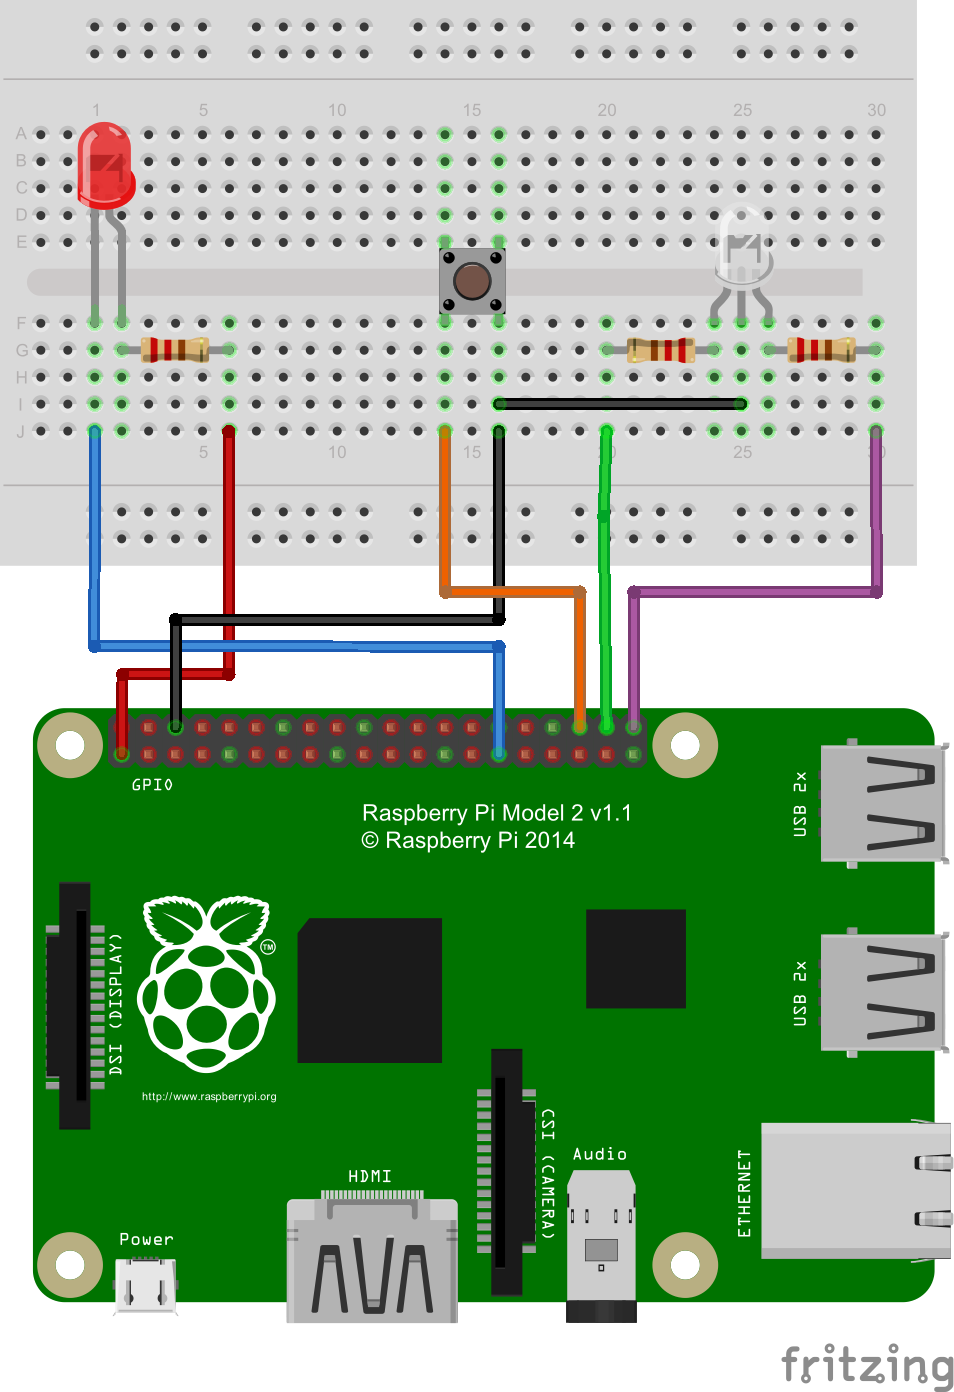 1 5 10 15 20 25 30
A
B
C
D
E
F
G
H
I
J
5 10 15 25
GPIO
Raspberry Pi Model 2 v1.1
© Raspberry Pi 2014
USB 2x
DSI (DISPLAY)
TM
USB 2x
http://www.raspberrypi.org
CSI (CAMERA)
Audio
ETHERNET
HDMI
Power
fritzing